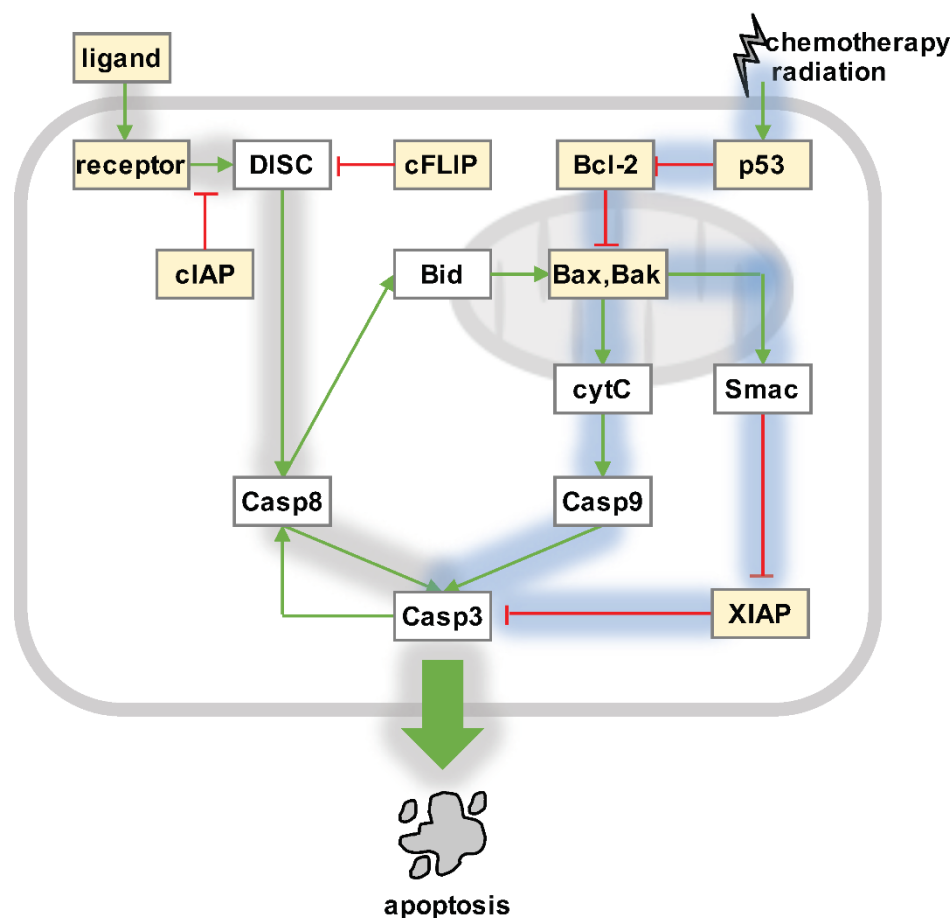 ligand
chemotherapy
radiation
receptor
DISC
cFLIP
Bcl-2
p53
cIAP
Bid
Bax,Bak
cytC
Smac
Casp8
Casp9
Casp3
XIAP
apoptosis